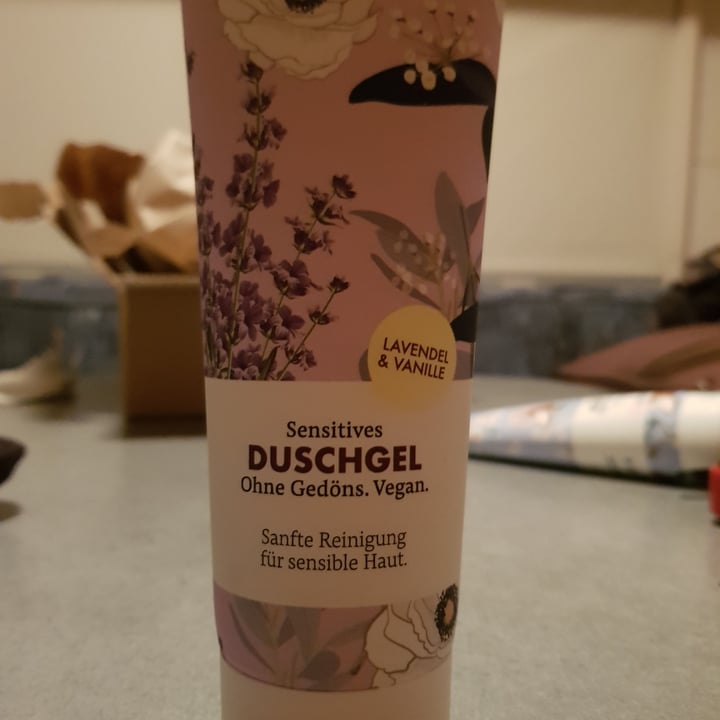 LAVENDEL
& VANILLE
Sensitives
DUSCHGEL
Ohne Gedöns. Vegan.
Sanfte Reinigung
für sensible Haut.